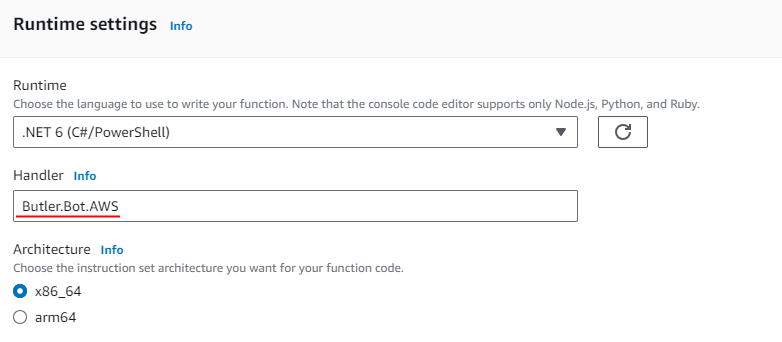 Runtime settings Info
Runtime
Choose the language to use to write your function. Note that the console code editor supports only Node.js, Python, and Ruby.
.NET 6 (C#/PowerShell)
Handler Info
Butler.Bot.AWS
Architecture Info
Choose the instruction set architecture you want for your function code.
x86_64
arm64